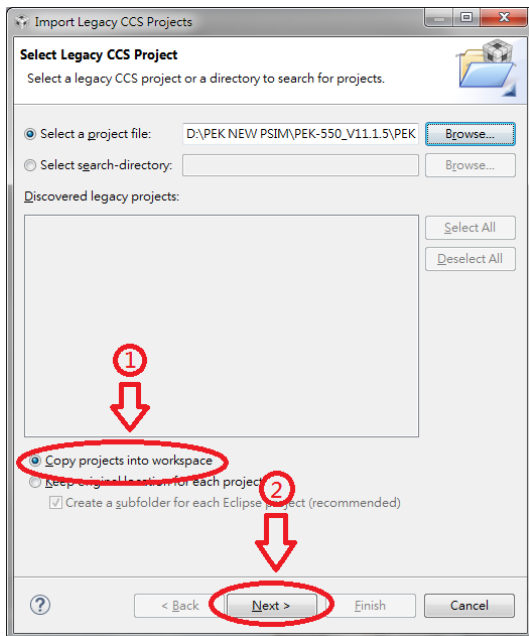 Import Legacy CCS Projects
Select Legacy CCS Project
Select a legacy CCS project or a directory to search for projects.
Select a project file: D:\PEK NEW PSIM\PEK-550_V11.1.5\PEK Browse...
Select search-directory: Browse...
Discovered legacy projects:
Select All
Deselect All
1
Copy projects into workspace
Keep original location for each project
2
Create a subfolder for each Eclipse project (recommended)
? < Back Next > Finish Cancel